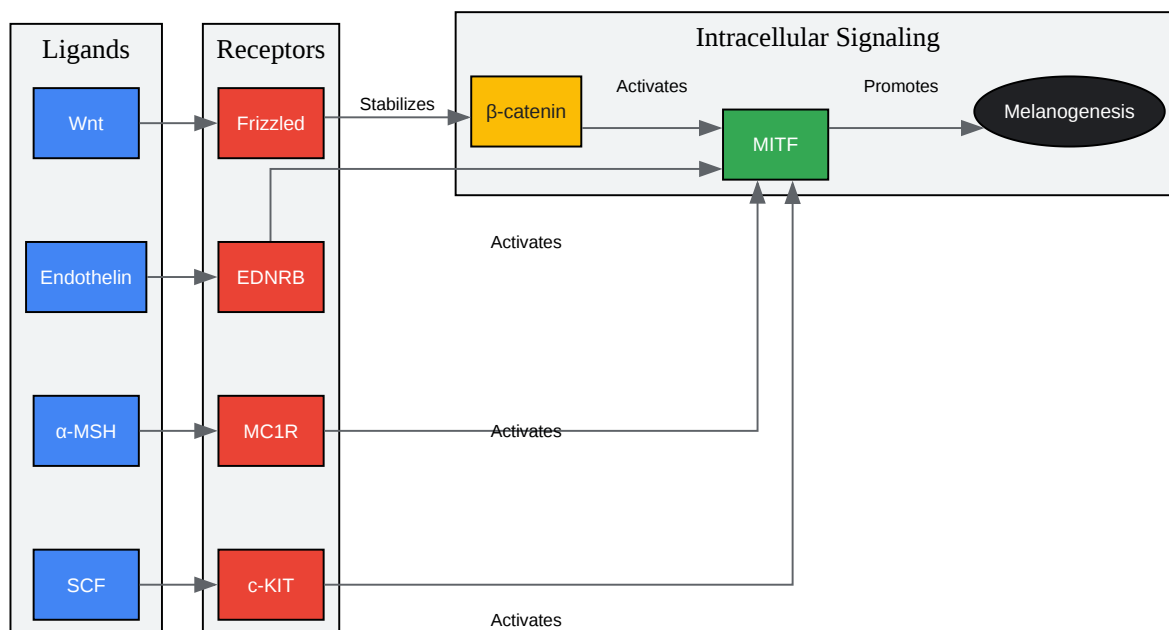 Ligands
Receptors
Intracellular Signaling
Wnt
Frizzled
Stabilizes
β-catenin
Activates
MITF
Promotes
Melanogenesis
Endothelin
EDNRB
Activates
α-MSH
MC1R
Activates
SCF
c-KIT
Activates